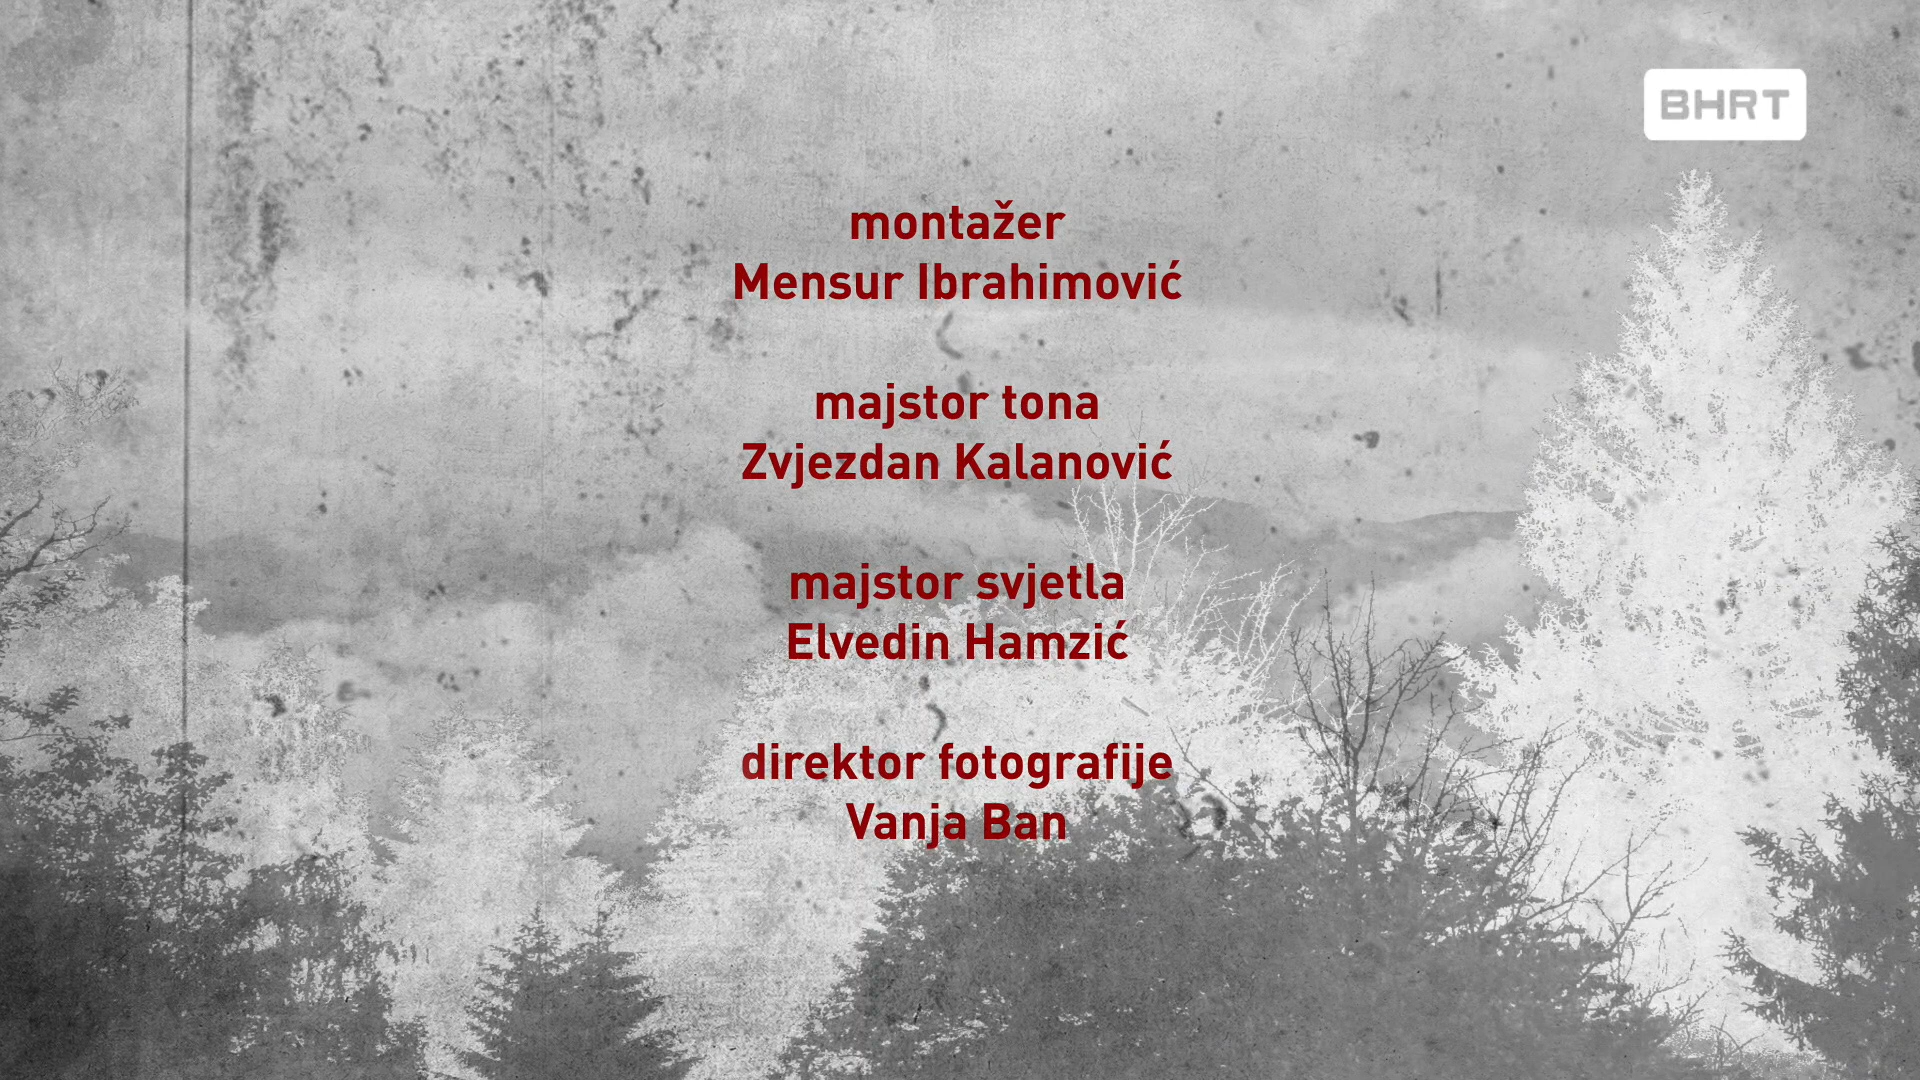 BHRT
montažer
Mensur Ibrahimović
majstor tona
Zvjezdan Kalanović
majstor svjetla
Elvedin Hamzić
direktor fotografije
Vanja Ban